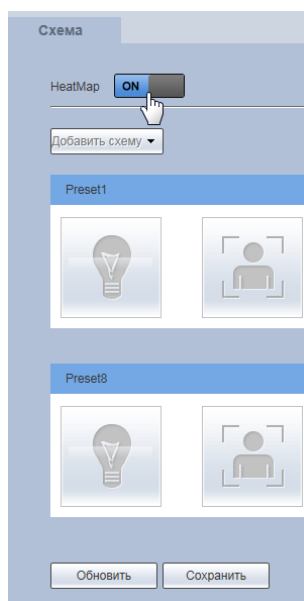 Схема
HeatMap ON
Добавить схему
Preset1
Preset8
Обновить Сохранить